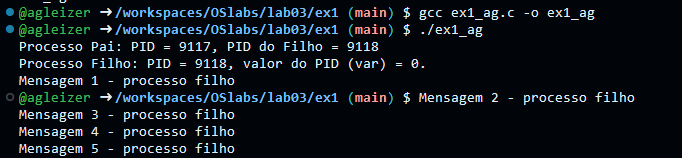 @agleizer ➜/workspaces/OSlabs/lab03/ex1 (main) $ gcc ex1_ag.c -o ex1_ag
@agleizer ➜/workspaces/OSlabs/lab03/ex1 (main) $ ./ex1_ag
Processo Pai: PID = 9117, PID do Filho = 9118
Processo Filho: PID = 9118, valor do PID (var) = 0.
Mensagem 1 - processo filho
@agleizer ➜/workspaces/OSlabs/lab03/ex1 (main) $ Mensagem 2 - processo filho
Mensagem 3 - processo filho
Mensagem 4 - processo filho
Mensagem 5 - processo filho